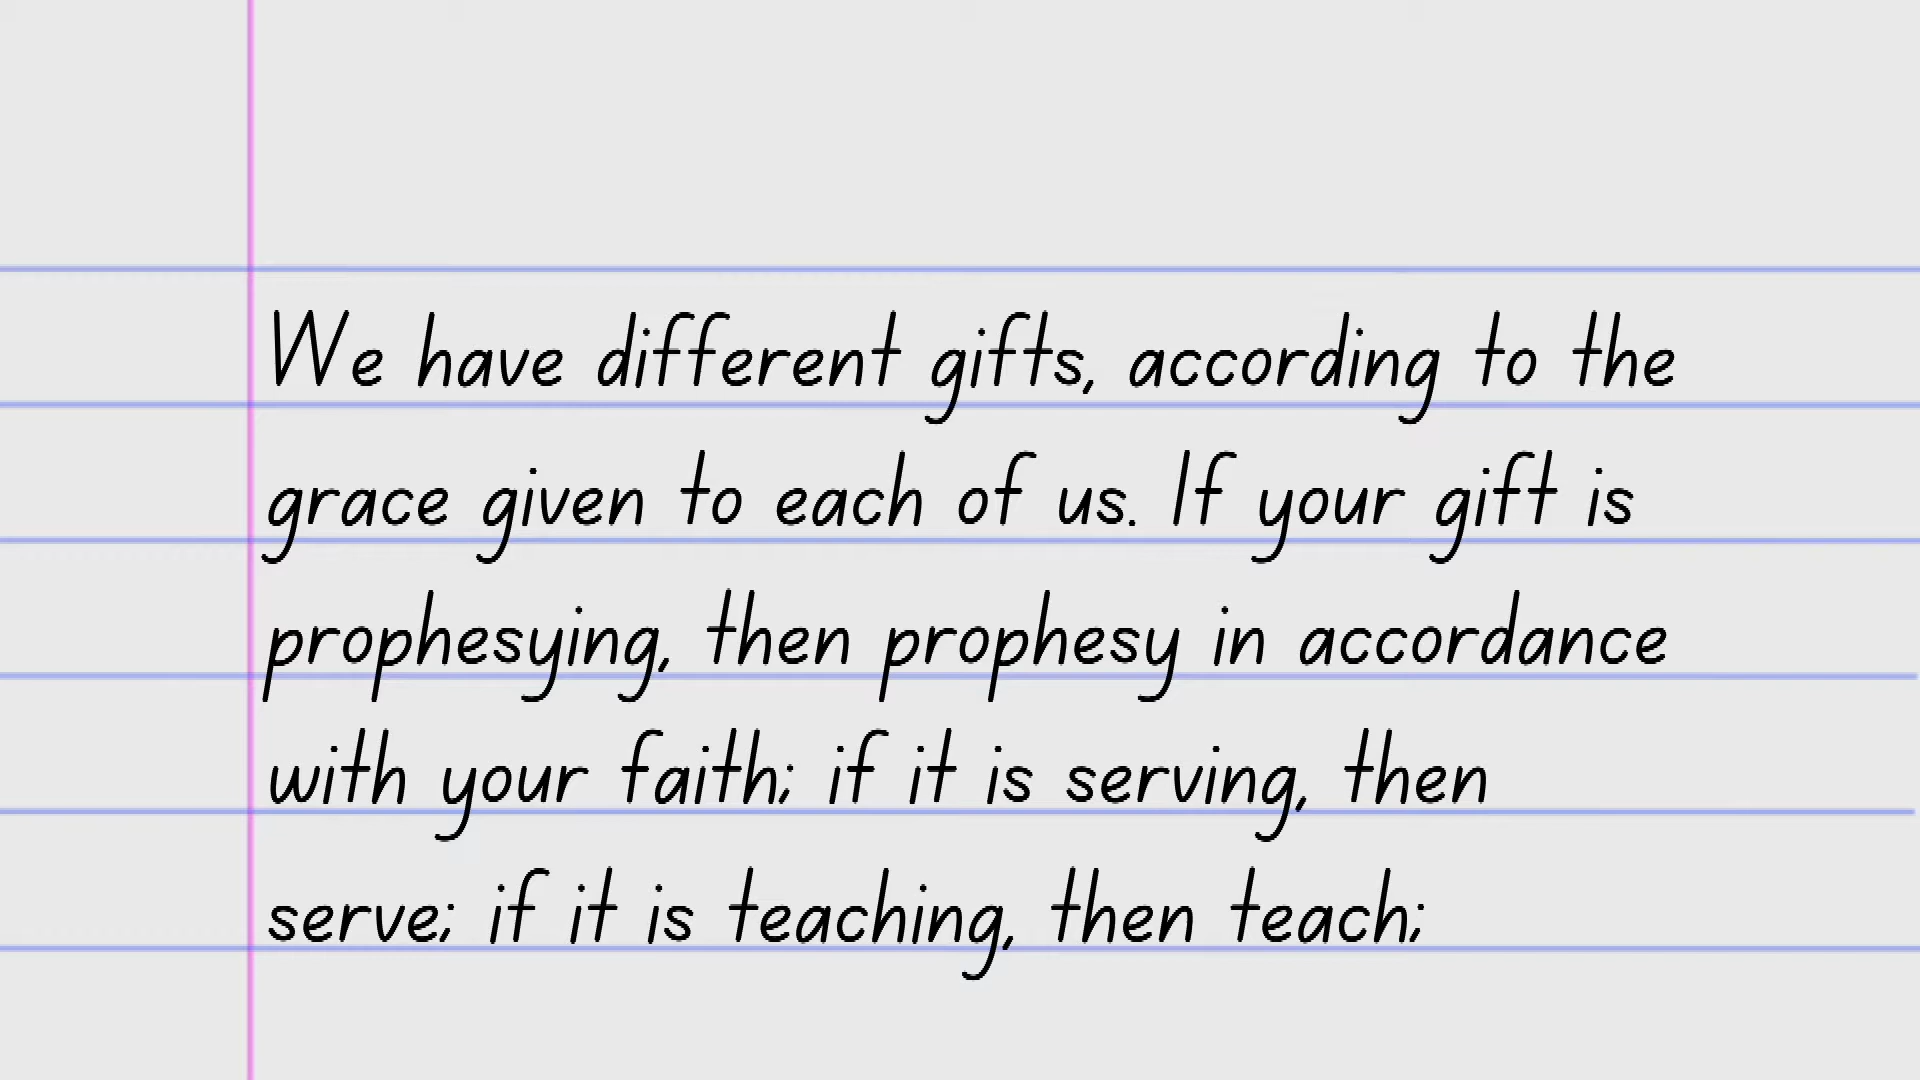 We have different gifts, according to the
grace given to each of us. If your gift is
prophesying, then prophesy in accordance
with your faith; if it is serving, then
serve; if it is teaching, then teach;